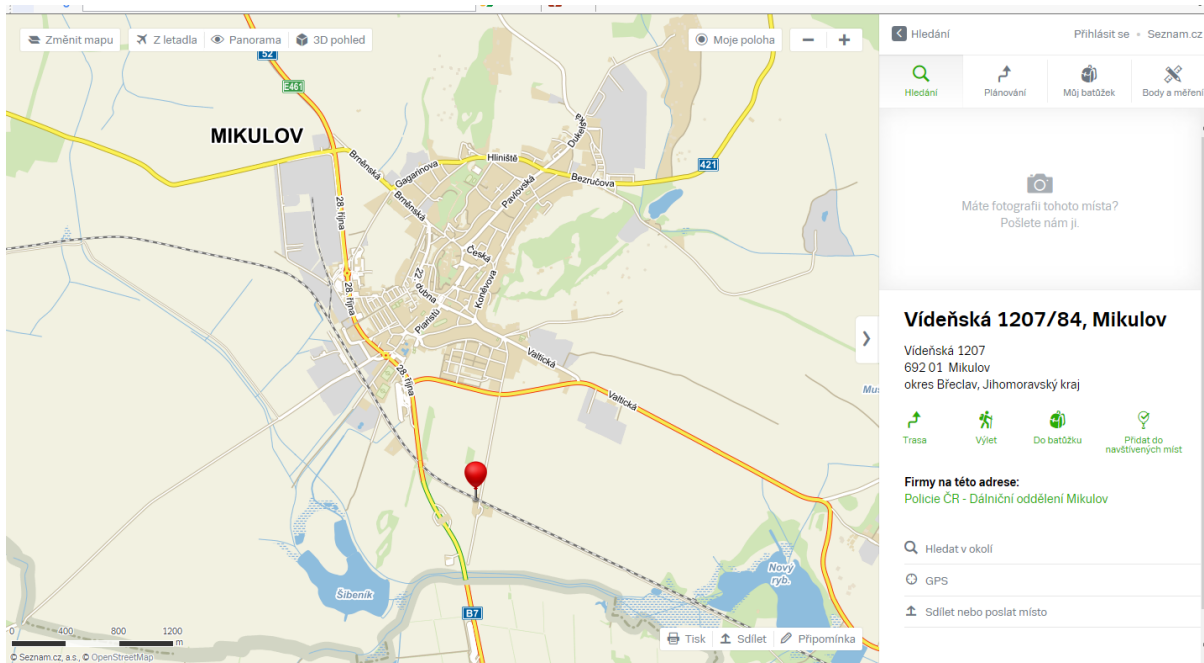 Změnit mapu
Z letadla
Panorama
3D pohled
Moje poloha
Hledání
Přihlásit se
Seznam.cz
Hledání
Plánování
Můj batůžek
Body a měření
52
E461
MIKULOV
Dukelská
Hliniště
421
Brněnská
Gagarinova
Bezručova
Pavlovská
Brněnská
28. října
Česká
22. dubna
Koněvova
28. října
Piaristů
Valtická
28. října
Valtická
Máte fotografii tohoto místa?
Pošlete nám ji.
Vídeňská 1207/84, Mikulov
Vídeňská 1207
692 01 Mikulov
okres Břeclav, Jihomoravský kraj
Trasa
Výlet
Do batůžku
Přidat do
navštívených míst
Firmy na této adrese:
Policie ČR - Dálniční oddělení Mikulov
Hledat v okolí
GPS
Sdílet nebo poslat místo
Nový
ryb.
Šibeník
B7
0 400 800 1200
m
Tisk
Sdílet
Připomínka
© Seznam.cz, a.s., © OpenStreetMap